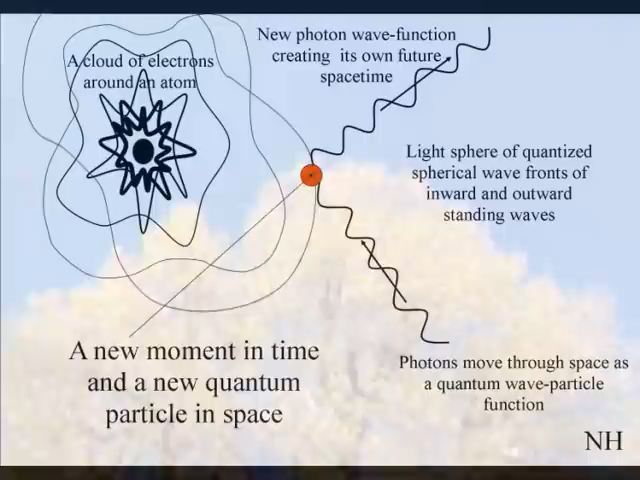 A cloud of electrons
around an atom
New photon wave-function
creating its own future
spacetime
Light sphere of quantized
spherical wave fronts of
inward and outward
standing waves
A new moment in time
and a new quantum
particle in space
Photons move through space as
a quantum wave-particle
function
NH